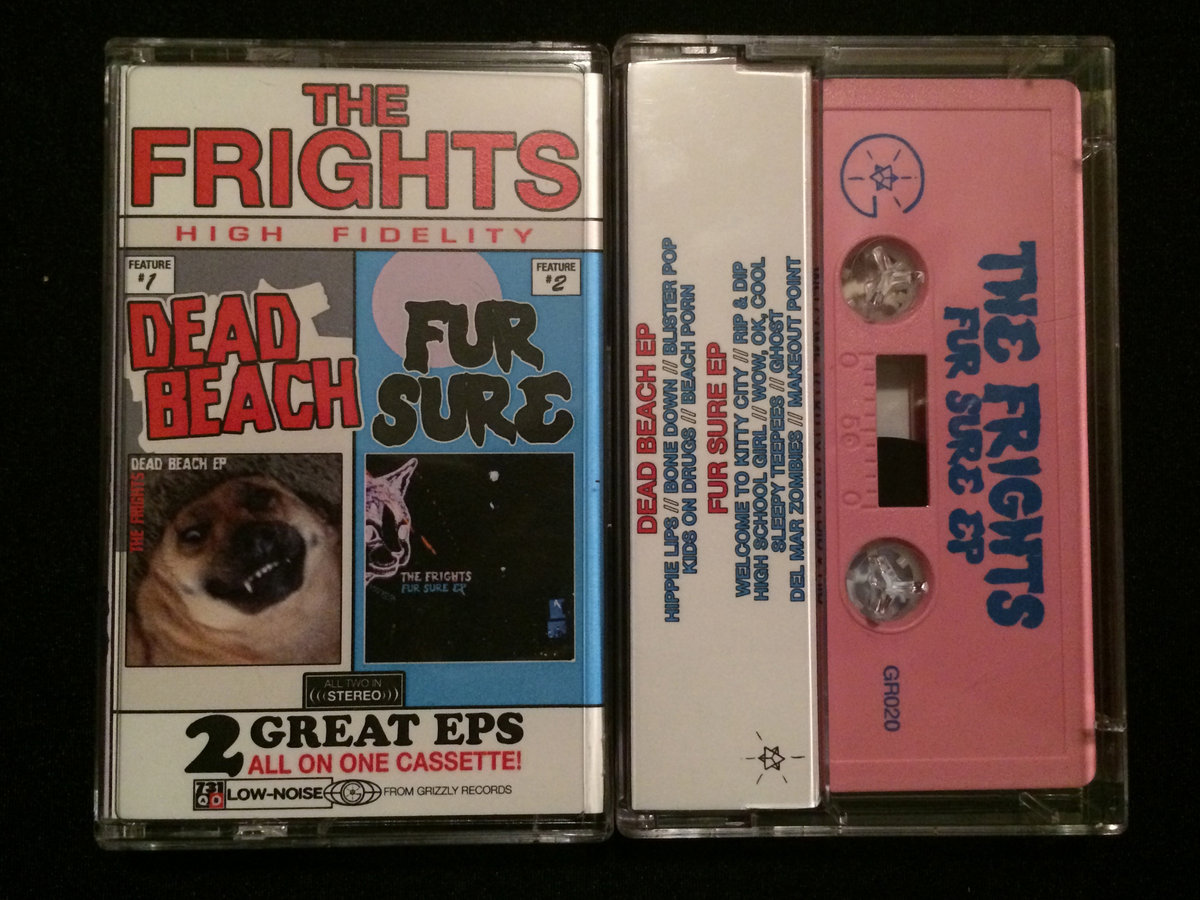 THE
FRIGHTS
HIGH FIDELITY
FEATURE
#1
DEAD
BEACH
FEATURE
#2
FUR
SURE
DEAD BEACH EP
THE FRIGHTS
THE FRIGHTS
FUR SURE EP
ALL TWO IN
(((STEREO)))
2 GREAT EPS
ALL ON ONE CASSETTE!
731
LOW-NOISE
FROM GRIZZLY RECORDS
DEAD BEACH EP
HIPPIE LIPS // BONE DOWN // BLISTER POP
KIDS ON DRUGS // BEACH PORN
FUR SURE EP
WELCOME TO KITTY CITY // RIP & DIP
HIGH SCHOOL GIRL // WOW, OK, COOL
SLEEPY TEEPEES // GHOST
DEL MAR ZOMBIES // MAKEOUT POINT
THE FRIGHTS
FUR SURE EP
0 60 0
GR020